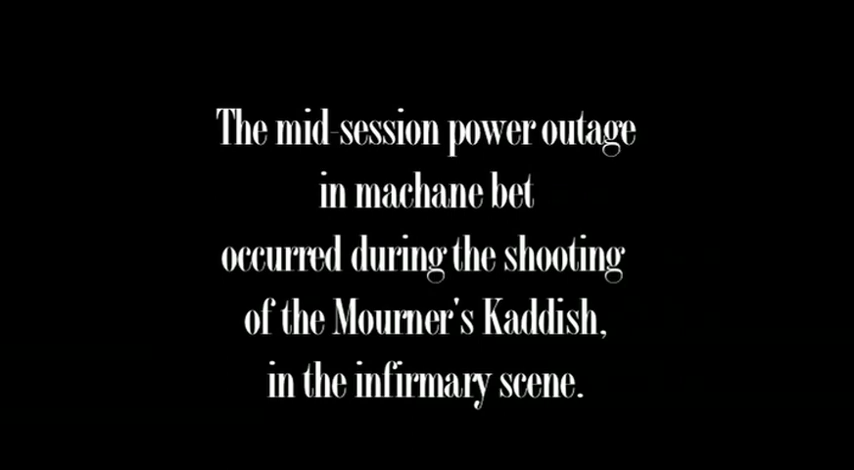 The mid-session power outage
in machane bet
occurred during the shooting
of the Mourner's Kaddish,
in the infirmary scene.